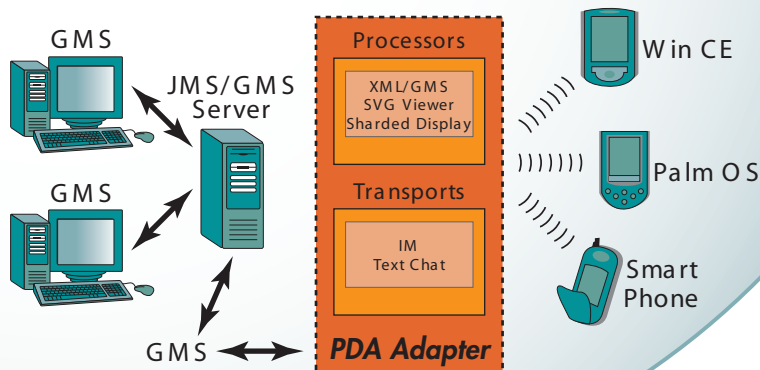 GMS
JMS/GMS
Server
GMS
GMS
Processors
XML/GMS
SVG Viewer
Sharded Display
Transports
IM
Text Chat
PDA Adapter
Win CE
Palm OS
Smart
Phone